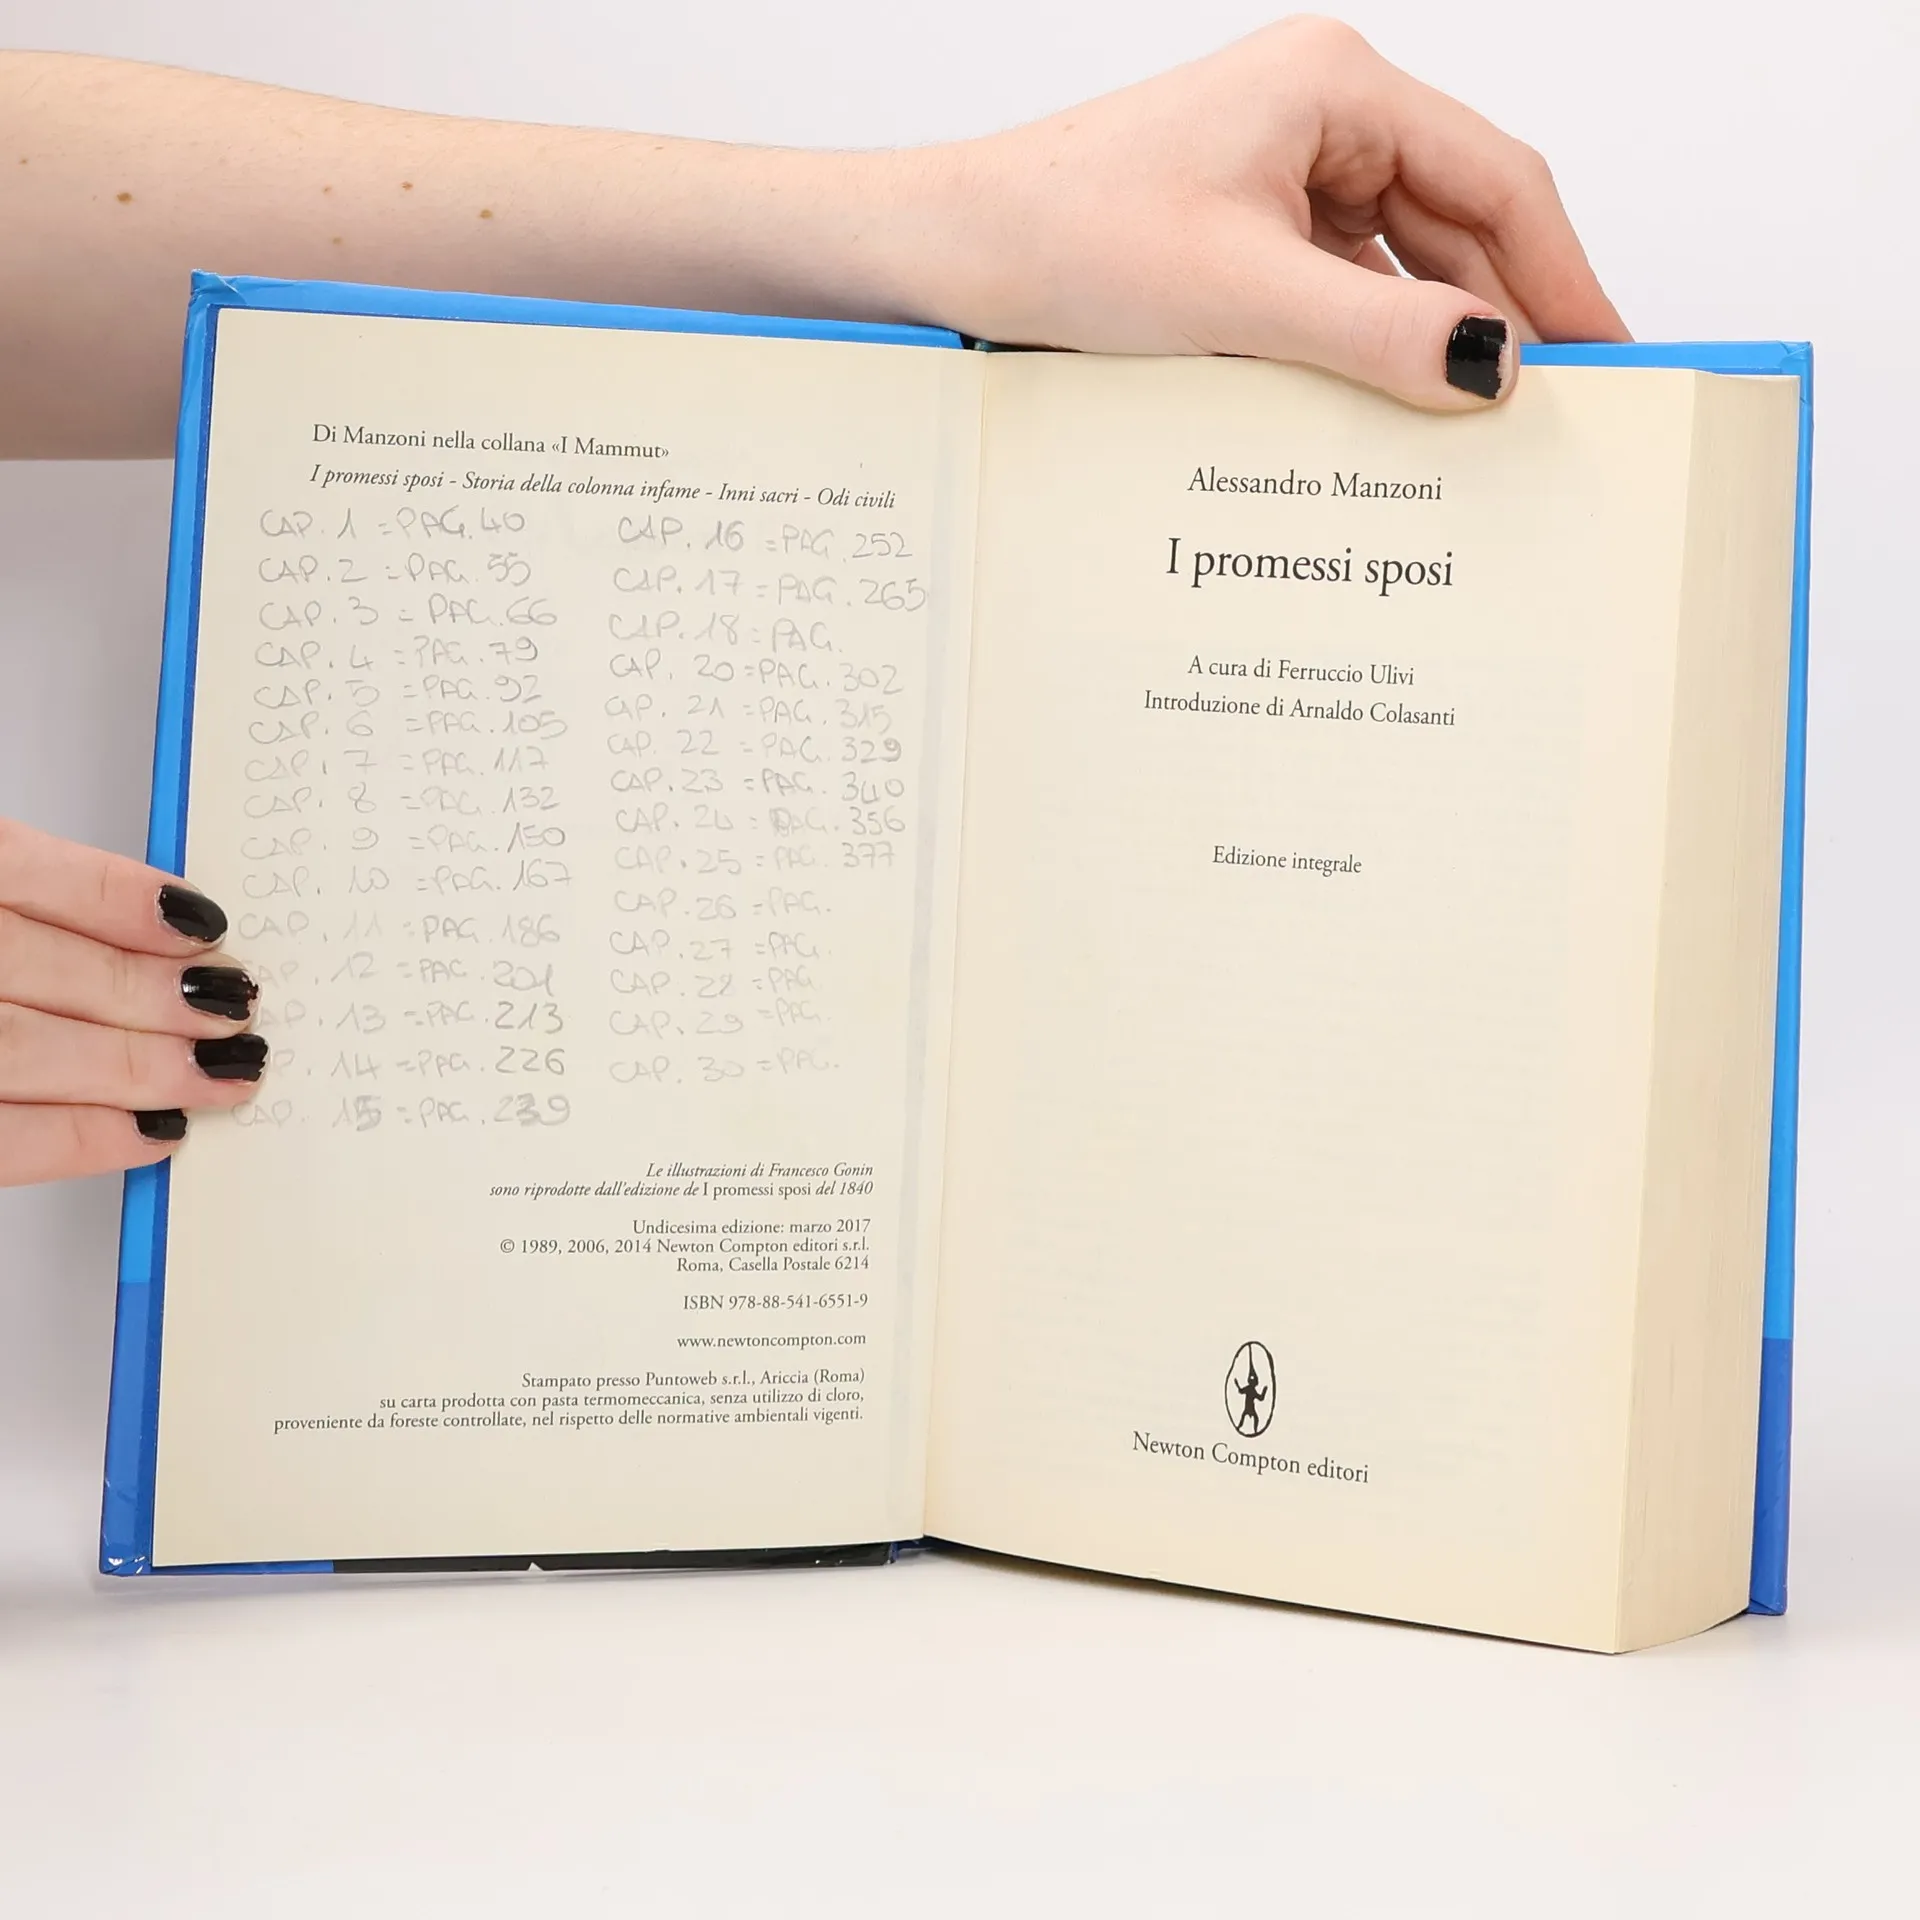 Di Manzoni nella collana «I Mammut»
I promessi sposi - Storia della colonna infame - Inni sacri - Odi civili
CAP. 1 = PAG. 40
CAP. 2 = PAG. 55
CAP. 3 = PAG. 66
CAP. 4 = PAG. 79
CAP. 5 = PAG. 92
CAP. 6 = PAG. 105
CAP. 7 = PAG. 117
CAP. 8 = PAG. 132
CAP. 9 = PAG. 150
CAP. 10 = PAG. 167
CAP. 11 = PAG. 186
AP. 12 = PAG. 201
AP. 13 = PAG. 213
P. 14 = PAG. 226
CAP. 15 = PAG. 239
CAP. 16 = PAG. 252
CAP. 17 = PAG. 265
CAP. 18 = PAG.
CAP. 20 = PAG. 302
CAP. 21 = PAG. 315
CAP. 22 = PAG. 329
CAP. 23 = PAG. 340
CAP. 24 = PAG. 356
CAP. 25 = PAG. 377
CAP. 26 = PAG.
CAP. 27 = PAG.
CAP. 28 = PAG.
CAP. 29 = PAG.
CAP. 30 = PAG.
Le illustrazioni di Francesco Gonin
sono riprodotte dall'edizione de I promessi sposi del 1840
Undicesima edizione: marzo 2017
© 1989, 2006, 2014 Newton Compton editori s.r.l.
Roma, Casella Postale 6214
ISBN 978-88-541-6551-9
www.newtoncompton.com
Stampato presso Puntoweb s.r.l., Ariccia (Roma)
su carta prodotta con pasta termomeccanica, senza utilizzo di cloro,
proveniente da foreste controllate, nel rispetto delle normative ambientali vigenti.
Alessandro Manzoni
I promessi sposi
A cura di Ferruccio Ulivi
Introduzione di Arnaldo Colasanti
Edizione integrale
Newton Compton editori